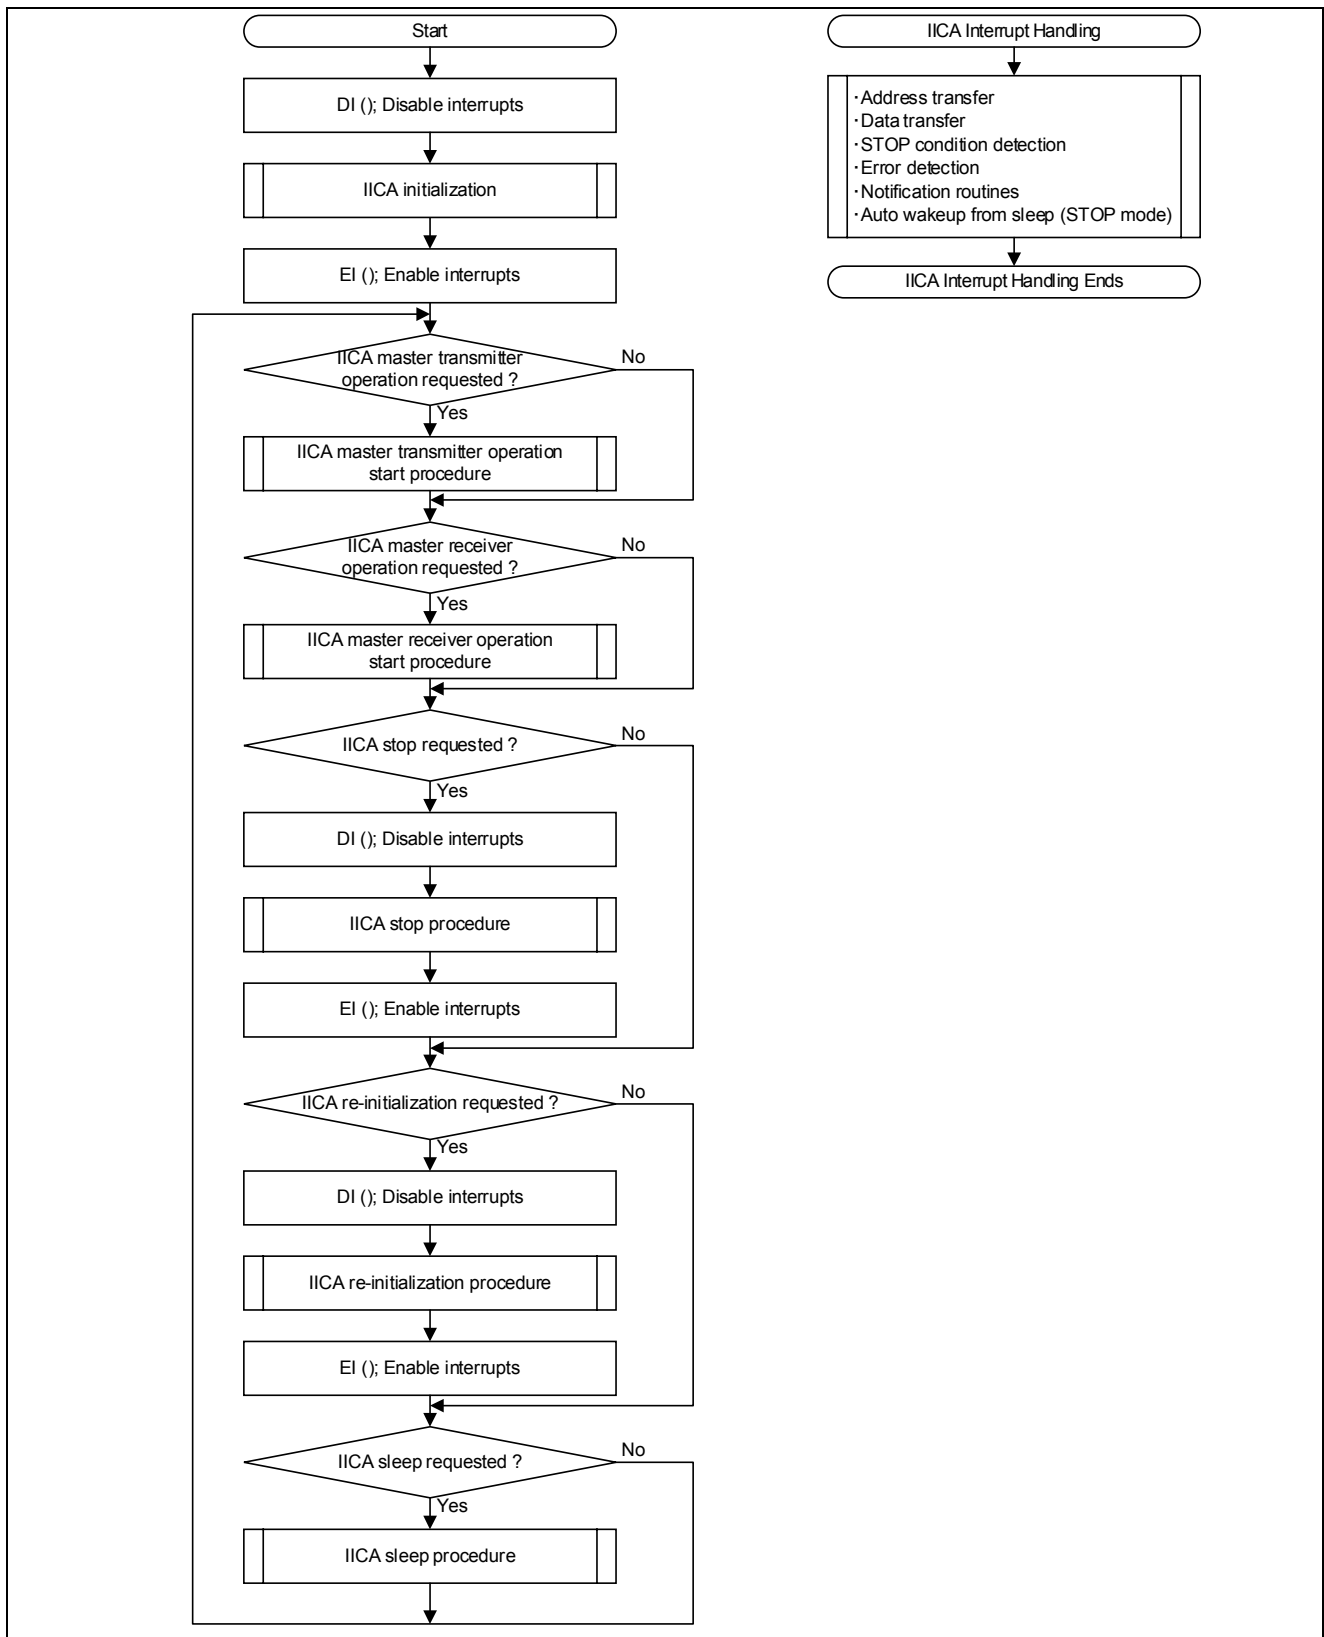 Start
DI (); Disable interrupts
IICA initialization
EI (); Enable interrupts
IICA master transmitter
operation requested ?
No
Yes
IICA master transmitter operation
start procedure
IICA master receiver
operation requested ?
No
Yes
IICA master receiver operation
start procedure
IICA stop requested ?
No
Yes
DI (); Disable interrupts
IICA stop procedure
EI (); Enable interrupts
IICA re-initialization requested ?
No
Yes
DI (); Disable interrupts
IICA re-initialization procedure
EI (); Enable interrupts
IICA sleep requested ?
No
Yes
IICA sleep procedure
IICA Interrupt Handling
・Address transfer
・Data transfer
・STOP condition detection
・Error detection
・Notification routines
・Auto wakeup from sleep (STOP mode)
IICA Interrupt Handling Ends